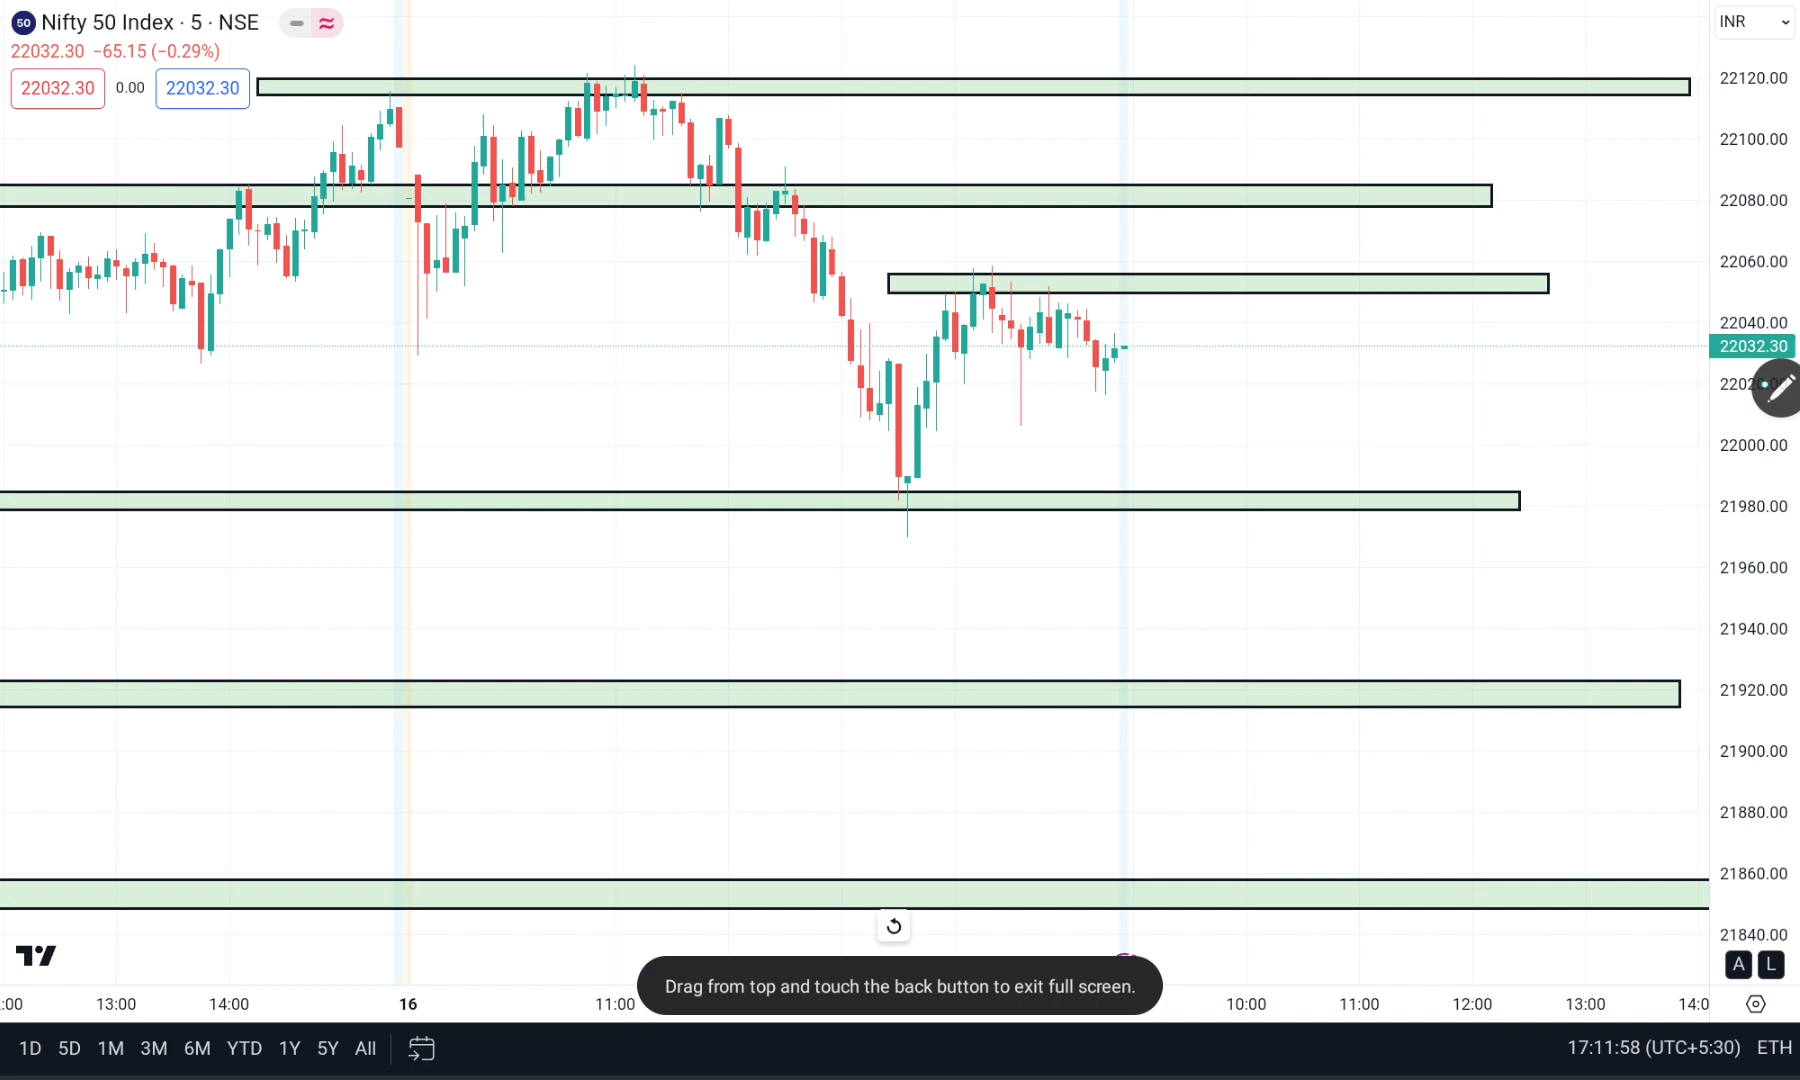 50 Nifty 50 Index · 5 · NSE
INR
22032.30 −65.15 (−0.29%)
22032.30 0.00 22032.30
22120.00
22100.00
22080.00
22060.00
22040.00
22032.30
22000.00
21980.00
21960.00
21940.00
21920.00
21900.00
21880.00
21860.00
21840.00
A L
Drag from top and touch the back button to exit full screen.
:00 13:00 14:00 16 11:00 10:00 11:00 12:00 13:00 14:0
1D 5D 1M 3M 6M YTD 1Y 5Y All 17:11:58 (UTC+5:30) ETH